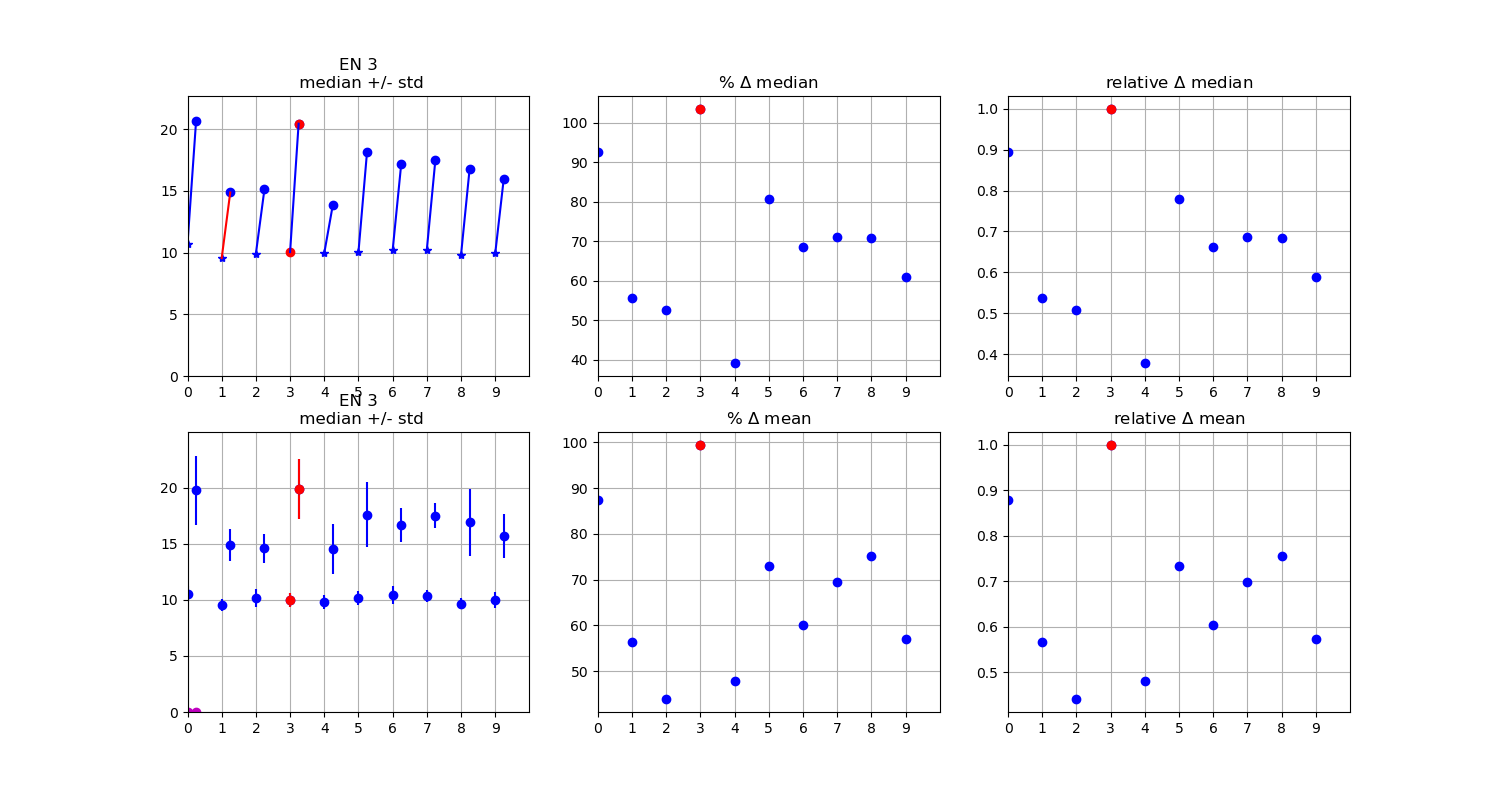 EN 3
median +/- std
% Δ median
relative Δ median
20
15
10
5
0
0 1 2 3 4 5 6 7 8 9
100
90
80
70
60
50
40
0 1 2 3 4 5 6 7 8 9
1.0
0.9
0.8
0.7
0.6
0.5
0.4
0 1 2 3 4 5 6 7 8 9
EN 3
median +/- std
% Δ mean
relative Δ mean
20
15
10
5
0
0 1 2 3 4 5 6 7 8 9
100
90
80
70
60
50
0 1 2 3 4 5 6 7 8 9
1.0
0.9
0.8
0.7
0.6
0.5
0 1 2 3 4 5 6 7 8 9